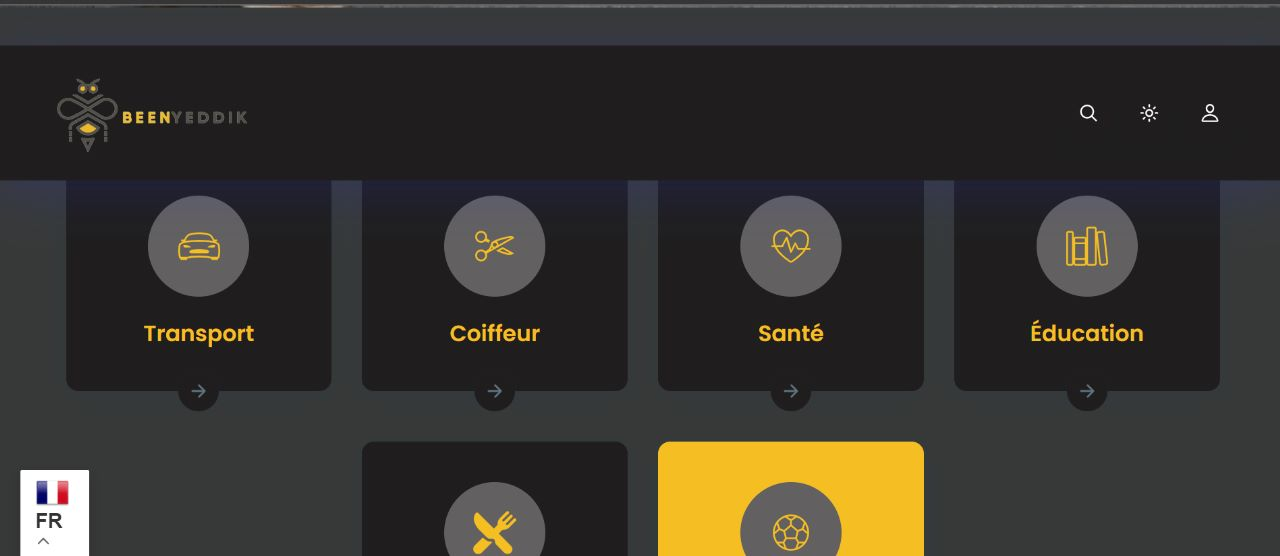 BEENYEDDIK
Transport
Coiffeur
Santé
Éducation
FR